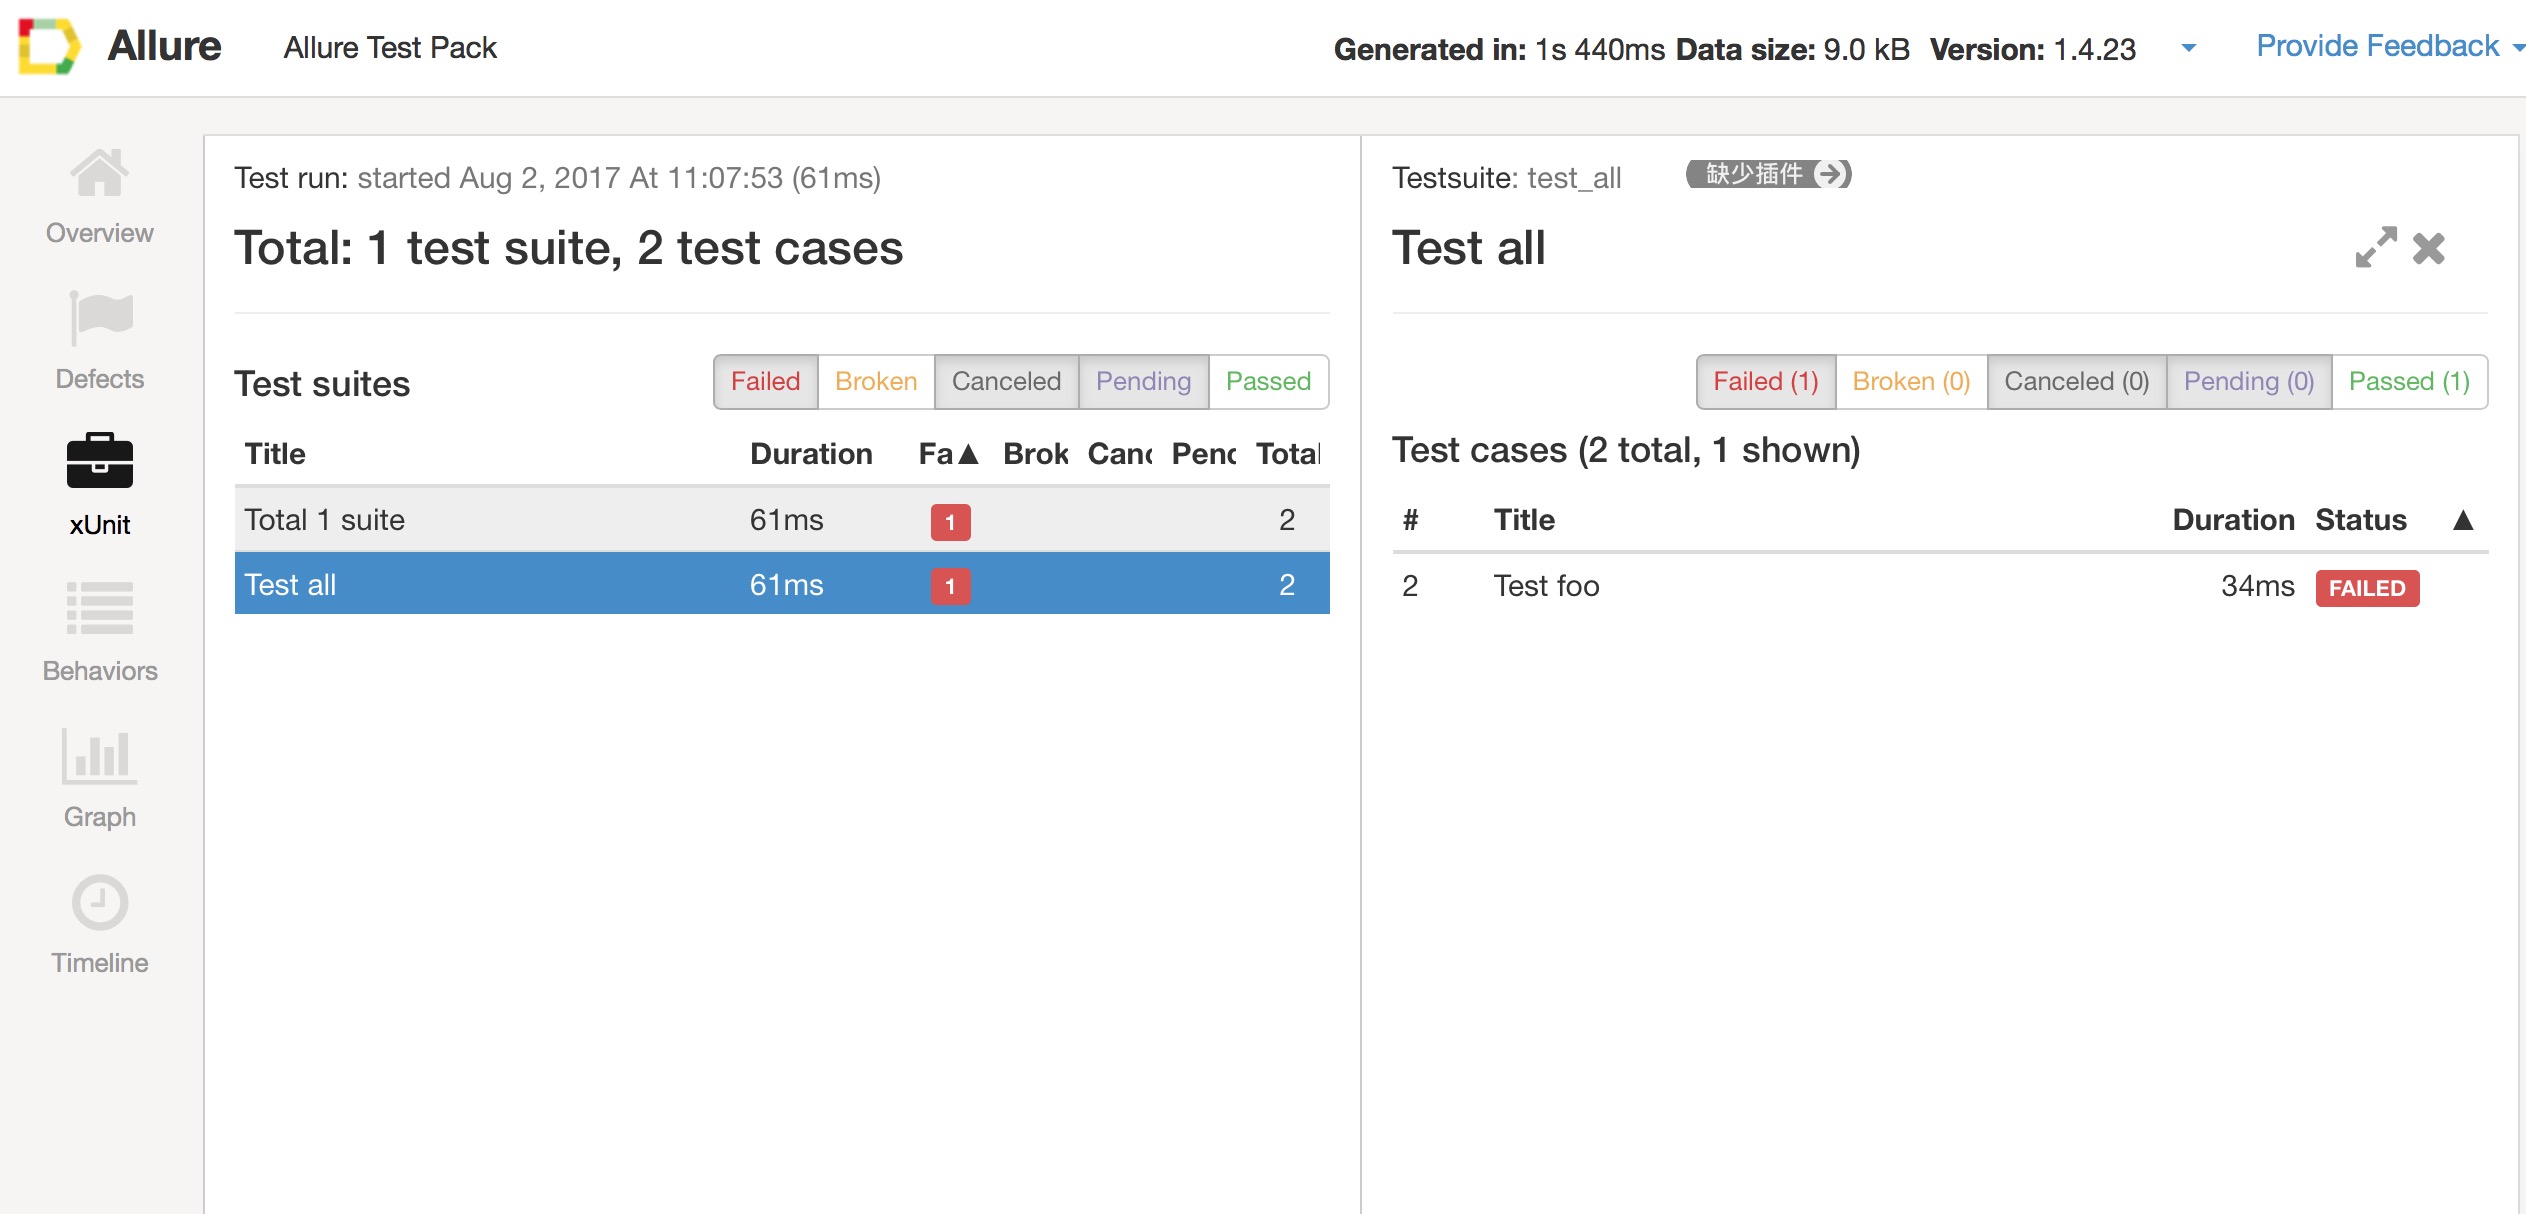 Allure
Allure Test Pack
Generated in: 1s 440ms Data size: 9.0 kB Version: 1.4.23
Provide Feedback
Overview
Defects
xUnit
Behaviors
Graph
Timeline
Test run: started Aug 2, 2017 At 11:07:53 (61ms)
Total: 1 test suite, 2 test cases
Test suites
Failed Broken Canceled Pending Passed
Title Duration Fa▲ Brok Canc Penc Total
Total 1 suite 61ms 1 2
Test all 61ms 1 2
Testsuite: test_all
缺少插件
Test all
Failed (1) Broken (0) Canceled (0) Pending (0) Passed (1)
Test cases (2 total, 1 shown)
# Title Duration Status ▲
2 Test foo 34ms FAILED